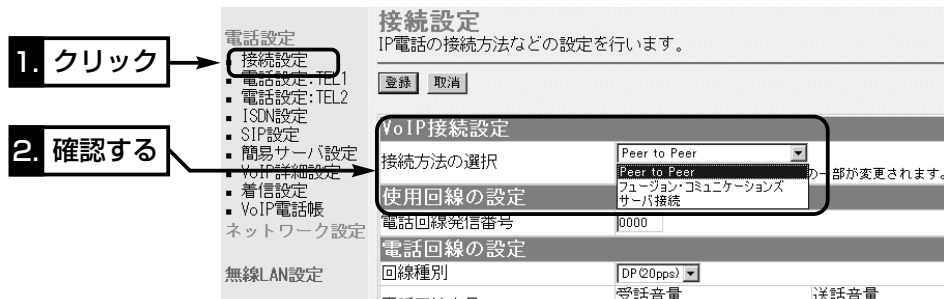 1. クリック
2. 確認する
電話設定
接続設定
電話設定:TEL1
電話設定:TEL2
ISDN設定
SIP設定
簡易サーバ設定
VoIP詳細設定
着信設定
VoIP電話帳
ネットワーク設定
無線LAN設定
接続設定
IP電話の接続方法などの設定を行います。
登録 取消
VoIP接続設定
接続方法の選択 Peer to Peer
Peer to Peer
フュージョン・コミュニケーションズ
サーバ接続
の一部が変更されます。
使用回線の設定
電話回線発信番号 0000
電話回線の設定
回線種別 DP(20pps)
受話音量 送話音量